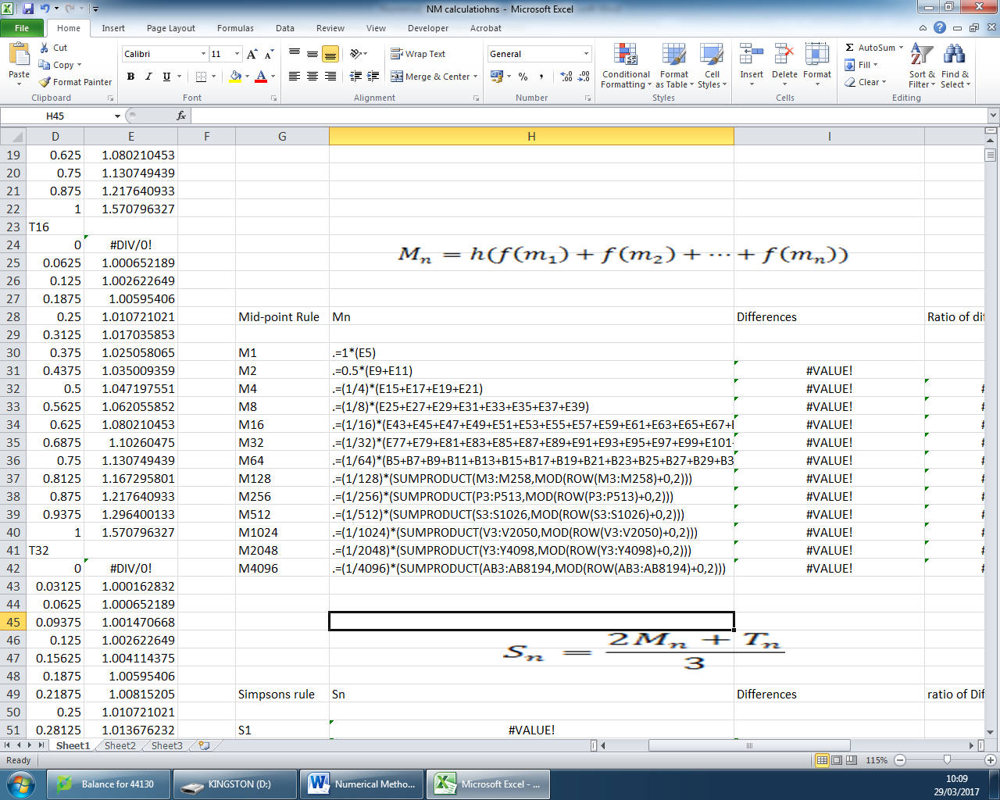 NM calculatiohns - Microsoft Excel
File Home Insert Page Layout Formulas Data Review View Developer Acrobat
Paste Cut Copy Format Painter Clipboard
Calibri 11 A A B I U A Font
Wrap Text Merge & Center Alignment
General % , .00 Number
Conditional Formatting Format as Table Cell Styles Styles
Insert Delete Format Cells
Σ AutoSum Fill Clear Sort & Filter Find & Select Editing
H45 fx
D E F G H I
19 0.625 1.080210453
20 0.75 1.130749439
21 0.875 1.217640933
22 1 1.570796327
23 T16
24 0 #DIV/0!
Mn = h(f(m1) + f(m2) + ⋯ + f(mn))
25 0.0625 1.000652189
26 0.125 1.002622649
27 0.1875 1.00595406
28 0.25 1.010721021 Mid-point Rule Mn Differences Ratio of di
29 0.3125 1.017035853
30 0.375 1.025058065 M1 .=1*(E5)
31 0.4375 1.035009359 M2 .=0.5*(E9+E11) #VALUE!
32 0.5 1.047197551 M4 .=(1/4)*(E15+E17+E19+E21) #VALUE!
33 0.5625 1.062055852 M8 .=(1/8)*(E25+E27+E29+E31+E33+E35+E37+E39) #VALUE!
34 0.625 1.080210453 M16 .=(1/16)*(E43+E45+E47+E49+E51+E53+E55+E57+E59+E61+E63+E65+E67+ #VALUE!
35 0.6875 1.10260475 M32 .=(1/32)*(E77+E79+E81+E83+E85+E87+E89+E91+E93+E95+E97+E99+E101 #VALUE!
36 0.75 1.130749439 M64 .=(1/64)*(B5+B7+B9+B11+B13+B15+B17+B19+B21+B23+B25+B27+B29+B3 #VALUE!
37 0.8125 1.167295801 M128 .=(1/128)*(SUMPRODUCT(M3:M258,MOD(ROW(M3:M258)+0,2))) #VALUE!
38 0.875 1.217640933 M256 .=(1/256)*(SUMPRODUCT(P3:P513,MOD(ROW(P3:P513)+0,2))) #VALUE!
39 0.9375 1.296400133 M512 .=(1/512)*(SUMPRODUCT(S3:S1026,MOD(ROW(S3:S1026)+0,2))) #VALUE!
40 1 1.570796327 M1024 .=(1/1024)*(SUMPRODUCT(V3:V2050,MOD(ROW(V3:V2050)+0,2))) #VALUE!
41 T32 M2048 .=(1/2048)*(SUMPRODUCT(Y3:Y4098,MOD(ROW(Y3:Y4098)+0,2))) #VALUE!
42 0 #DIV/0! M4096 .=(1/4096)*(SUMPRODUCT(AB3:AB8194,MOD(ROW(AB3:AB8194)+0,2))) #VALUE!
43 0.03125 1.000162832
44 0.0625 1.000652189
45 0.09375 1.001470668
46 0.125 1.002622649
Sn = 2Mn + Tn / 3
47 0.15625 1.004114375
48 0.1875 1.00595406
49 0.21875 1.00815205 Simpsons rule Sn Differences ratio of Dif
50 0.25 1.010721021
51 0.28125 1.013676232 S1 #VALUE!
Sheet1 Sheet2 Sheet3
Ready 115%
Balance for 44130 KINGSTON (D:) Numerical Metho... Microsoft Excel - ... 10:09
29/03/2017